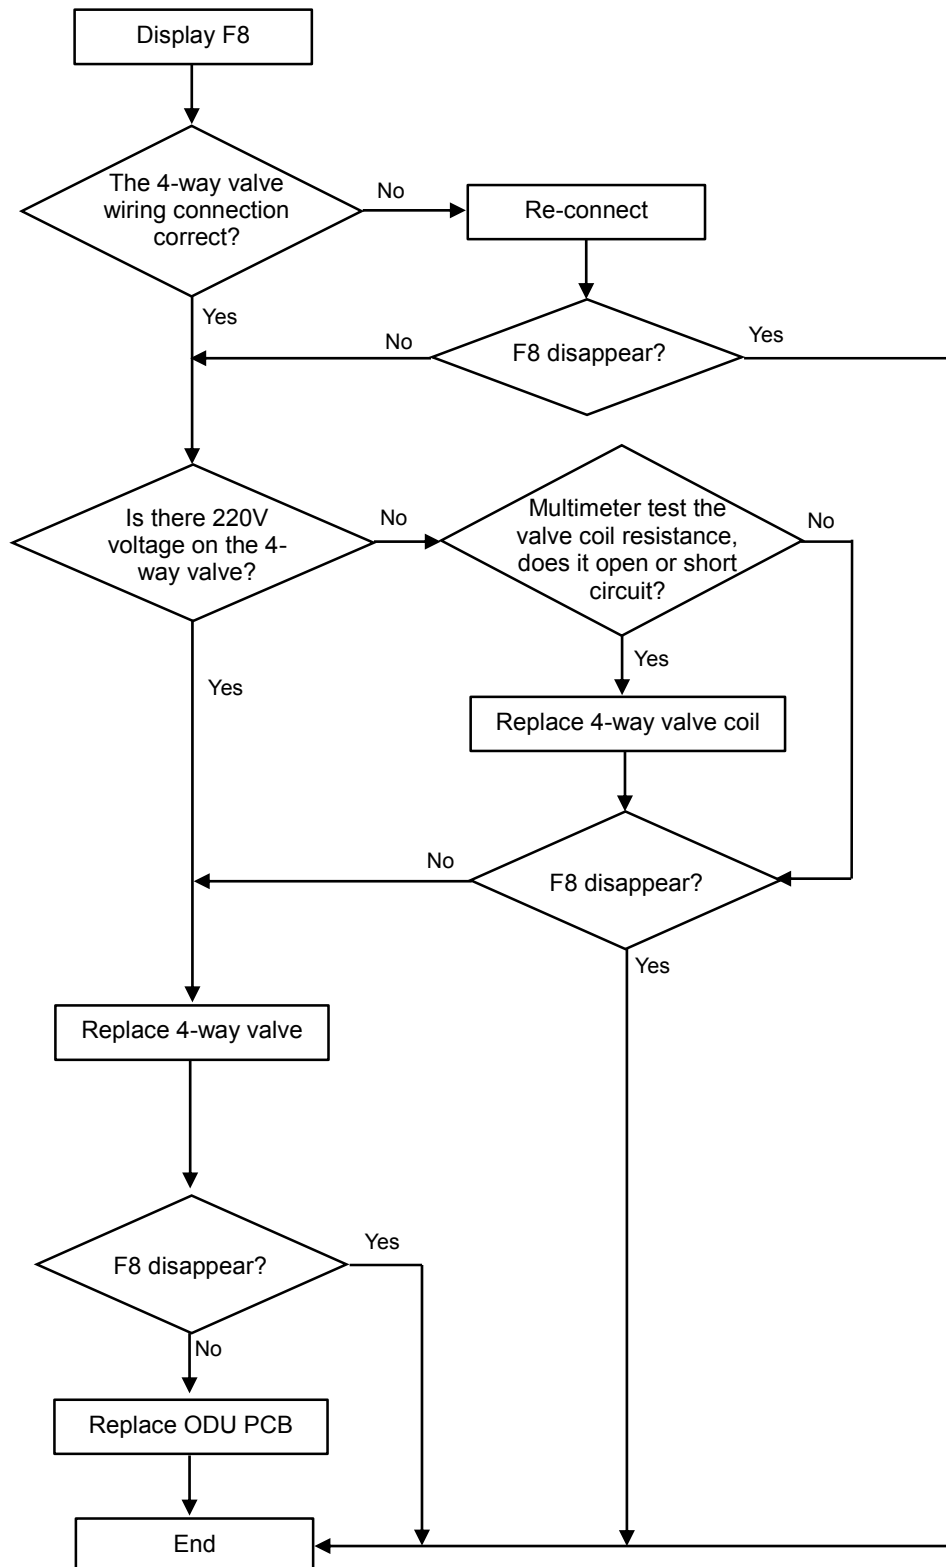 Display F8
The 4-way valve
wiring connection
correct?
No
Re-connect
Yes
No
F8 disappear?
Yes
Is there 220V
voltage on the 4-
way valve?
No
Multimeter test the
valve coil resistance,
does it open or short
circuit?
No
Yes
Yes
Replace 4-way valve coil
No
F8 disappear?
Yes
Replace 4-way valve
F8 disappear?
Yes
No
Replace ODU PCB
End